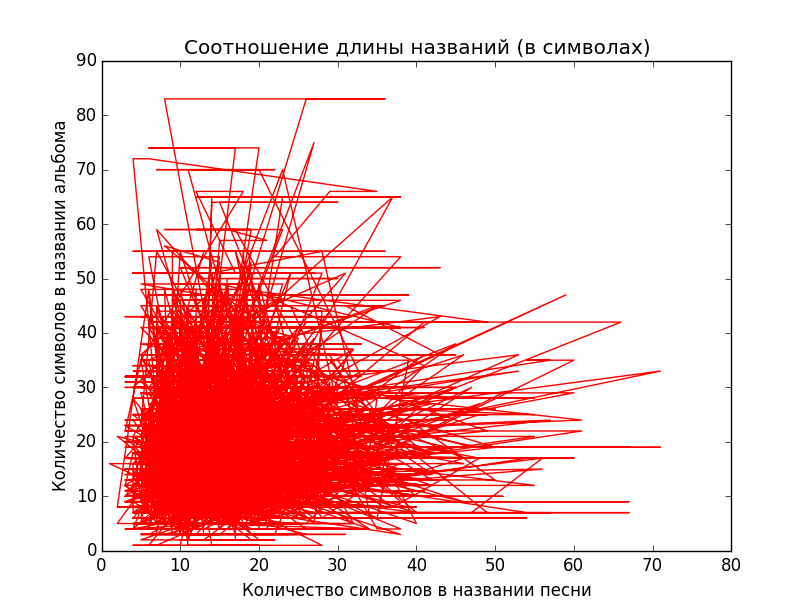 Соотношение длины названий (в символах)
90
80
70
60
50
40
30
20
10
0
Количество символов в названии альбома
0 10 20 30 40 50 60 70 80
Количество символов в названии песни